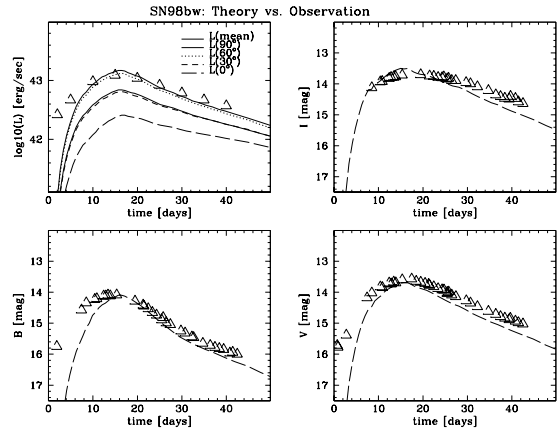 SN98bw: Theory vs. Observation
L(mean)
L(90°)
L(60°)
L(30°)
L(0°)
log10(L) [erg/sec]
43
42
0 10 20 30 40
time [days]
I [mag]
13
14
15
16
17
0 10 20 30 40
time [days]
B [mag]
13
14
15
16
17
0 10 20 30 40
time [days]
V [mag]
13
14
15
16
17
0 10 20 30 40
time [days]